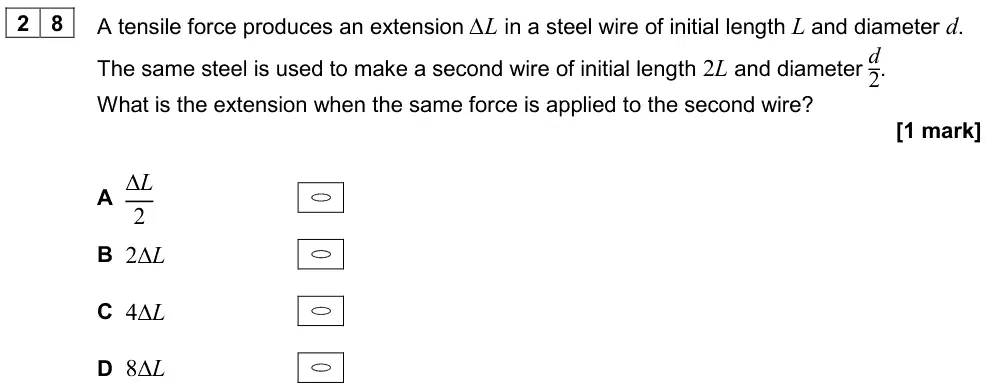 2 8 A tensile force produces an extension ΔL in a steel wire of initial length L and diameter d.
The same steel is used to make a second wire of initial length 2L and diameter d/2.
What is the extension when the same force is applied to the second wire?
[1 mark]
A ΔL/2
B 2ΔL
C 4ΔL
D 8ΔL